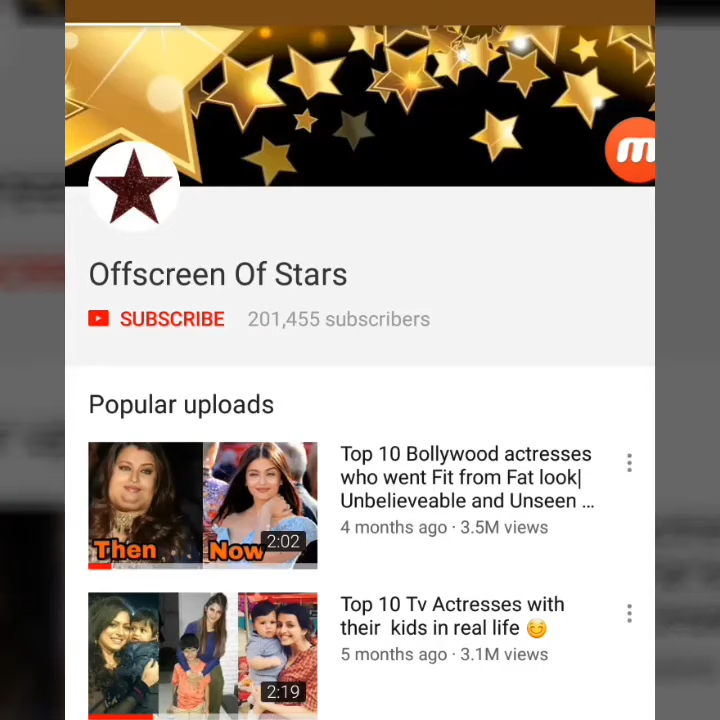 m
Offscreen Of Stars
SUBSCRIBE 201,455 subscribers
Popular uploads
Then Now 2:02
Top 10 Bollywood actresses
who went Fit from Fat look|
Unbelieveable and Unseen ...
4 months ago · 3.5M views
2:19
Top 10 Tv Actresses with
their kids in real life 😊
5 months ago · 3.1M views